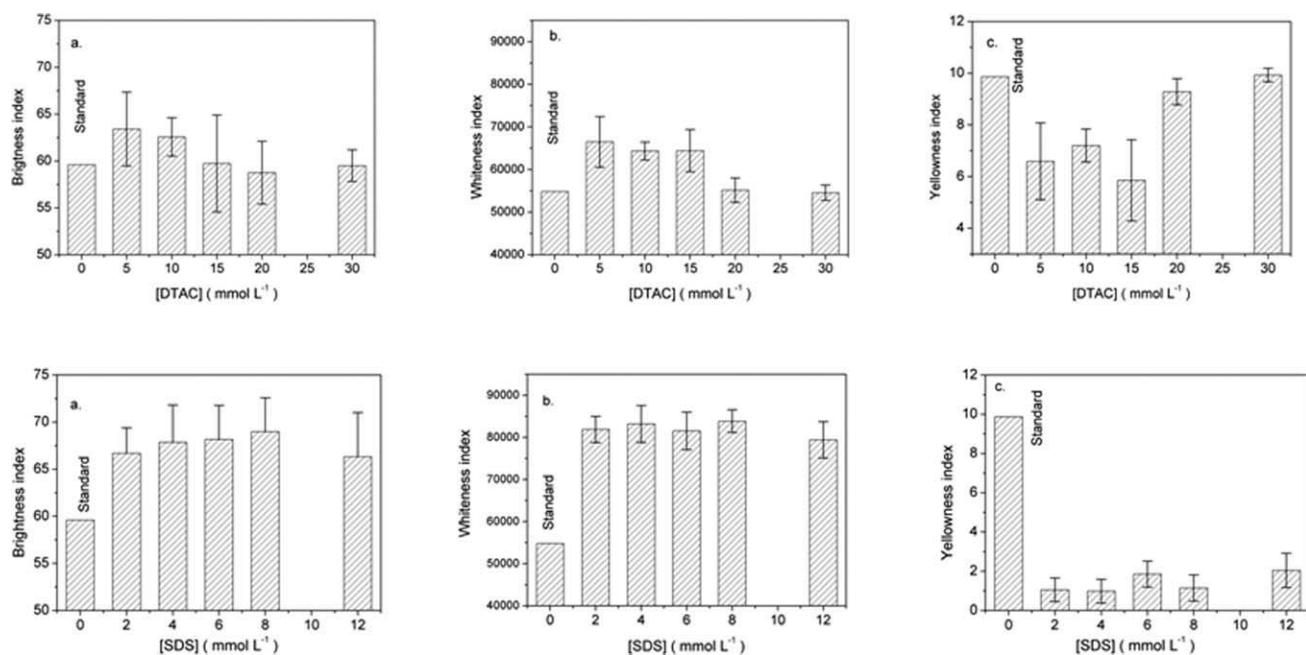 a.
Brigtness index
75
70
65
60
55
50
Standard
0 5 10 15 20 25 30
[DTAC] ( mmol L⁻¹ )
b.
Whiteness index
90000
80000
70000
60000
50000
40000
Standard
0 5 10 15 20 25 30
[DTAC] ( mmol L⁻¹ )
c.
Yellowness index
12
10
8
6
4
Standard
0 5 10 15 20 25 30
[DTAC] ( mmol L⁻¹ )
a.
Brightness index
75
70
65
60
55
50
Standard
0 2 4 6 8 10 12
[SDS] ( mmol L⁻¹ )
b.
Whiteness index
90000
80000
70000
60000
50000
40000
Standard
0 2 4 6 8 10 12
[SDS] ( mmol L⁻¹ )
c.
Yellowness index
12
10
8
6
4
2
0
Standard
0 2 4 6 8 10 12
[SDS] ( mmol L⁻¹ )